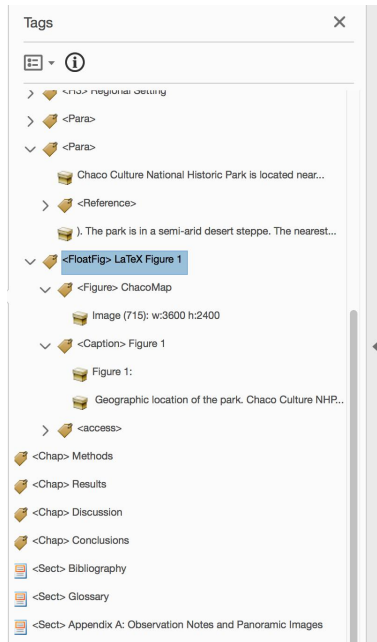 Tags
<H3> Regional Setting
<Para>
<Para>
Chaco Culture National Historic Park is located near...
<Reference>
). The park is in a semi-arid desert steppe. The nearest...
<FloatFig> LaTeX Figure 1
<Figure> ChacoMap
Image (715): w:3600 h:2400
<Caption> Figure 1
Figure 1:
Geographic location of the park. Chaco Culture NHP...
<access>
<Chap> Methods
<Chap> Results
<Chap> Discussion
<Chap> Conclusions
<Sect> Bibliography
<Sect> Glossary
<Sect> Appendix A: Observation Notes and Panoramic Images